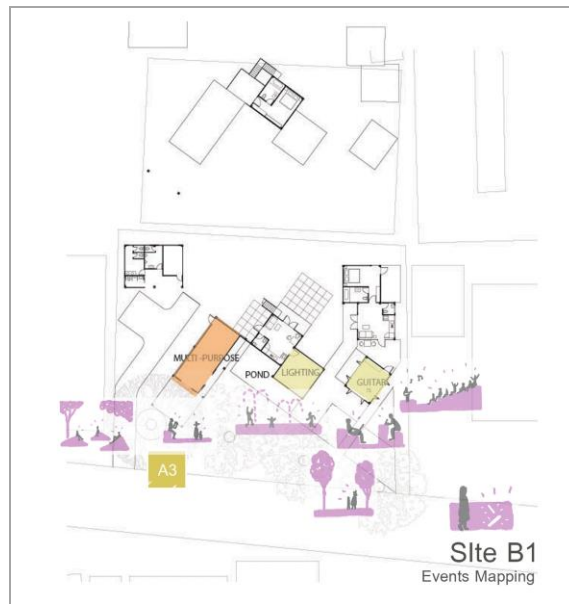 MULTI-PURPOSE
POND
LIGHTING
GUITAR
A3
SIte B1
Events Mapping